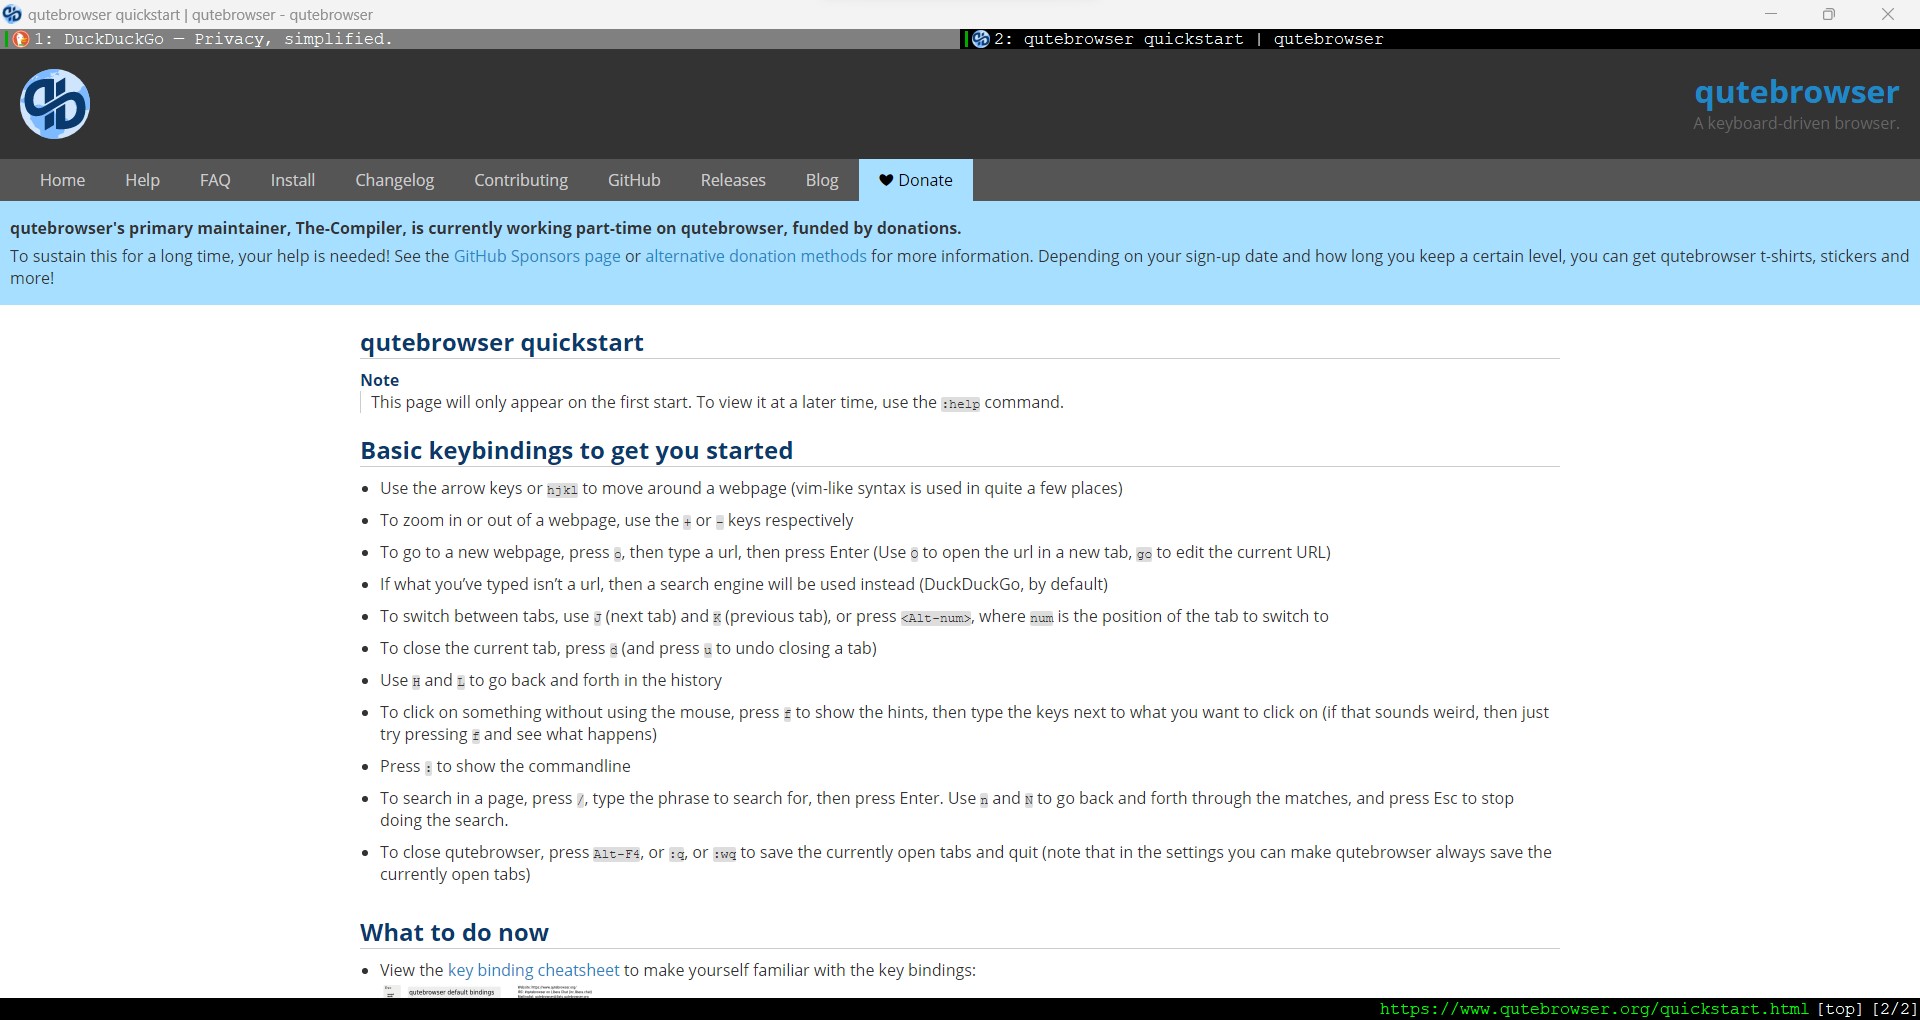 qutebrowser quickstart | qutebrowser - qutebrowser
1: DuckDuckGo — Privacy, simplified.
2: qutebrowser quickstart | qutebrowser
qutebrowser
A keyboard-driven browser.
Home Help FAQ Install Changelog Contributing GitHub Releases Blog Donate
qutebrowser's primary maintainer, The-Compiler, is currently working part-time on qutebrowser, funded by donations.
To sustain this for a long time, your help is needed! See the GitHub Sponsors page or alternative donation methods for more information. Depending on your sign-up date and how long you keep a certain level, you can get qutebrowser t-shirts, stickers and
more!
qutebrowser quickstart
Note
This page will only appear on the first start. To view it at a later time, use the :help command.
Basic keybindings to get you started
• Use the arrow keys or hjkl to move around a webpage (vim-like syntax is used in quite a few places)
• To zoom in or out of a webpage, use the + or - keys respectively
• To go to a new webpage, press o, then type a url, then press Enter (Use O to open the url in a new tab, go to edit the current URL)
• If what you've typed isn't a url, then a search engine will be used instead (DuckDuckGo, by default)
• To switch between tabs, use J (next tab) and K (previous tab), or press <Alt-num>, where num is the position of the tab to switch to
• To close the current tab, press d (and press u to undo closing a tab)
• Use H and L to go back and forth in the history
• To click on something without using the mouse, press f to show the hints, then type the keys next to what you want to click on (if that sounds weird, then just
try pressing f and see what happens)
• Press : to show the commandline
• To search in a page, press /, type the phrase to search for, then press Enter. Use n and N to go back and forth through the matches, and press Esc to stop
doing the search.
• To close qutebrowser, press Alt-F4, or :q, or :wq to save the currently open tabs and quit (note that in the settings you can make qutebrowser always save the
currently open tabs)
What to do now
• View the key binding cheatsheet to make yourself familiar with the key bindings:
qutebrowser default bindings
https://www.qutebrowser.org/quickstart.html [top] [2/2]